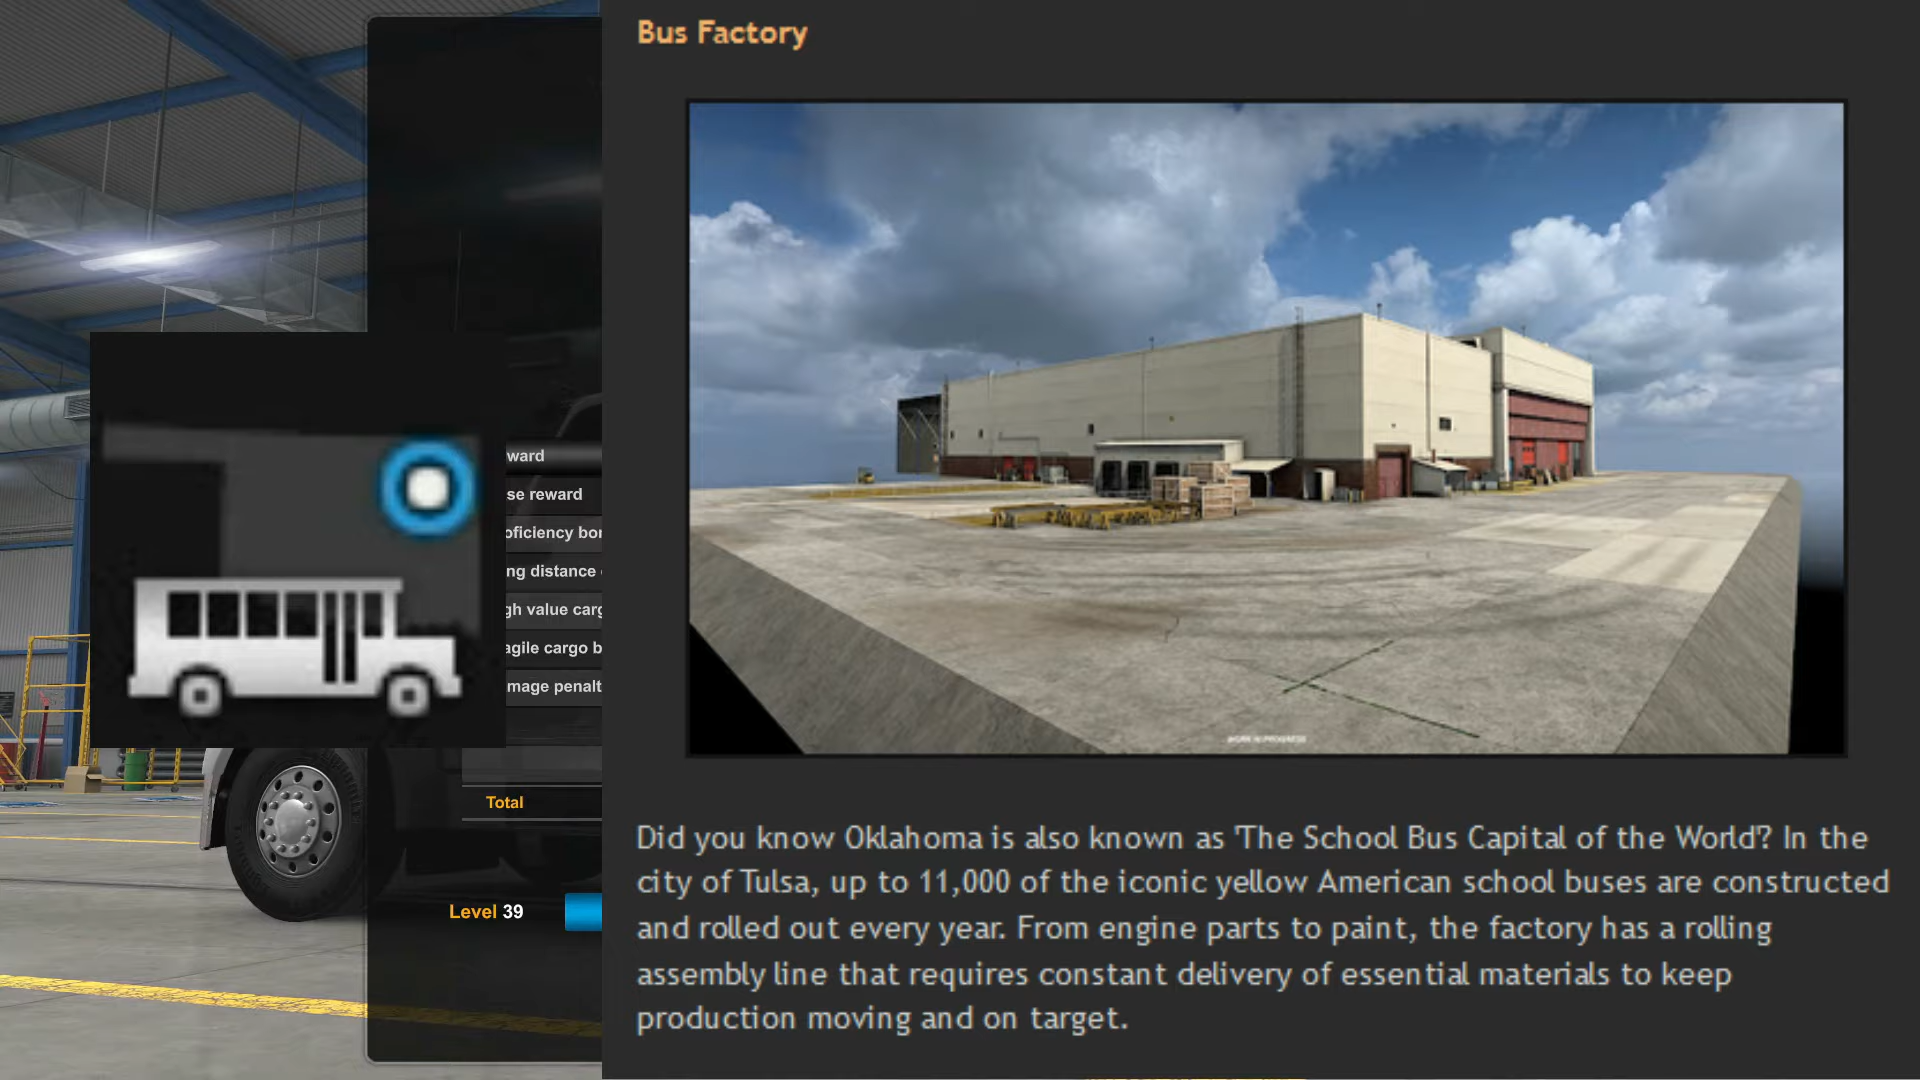 Bus Factory
ward
se reward
oficiency bor
ng distance
gh value carg
agile cargo b
mage penalt
Total
Level 39
WORK IN PROGRESS
Did you know Oklahoma is also known as 'The School Bus Capital of the World'? In the
city of Tulsa, up to 11,000 of the iconic yellow American school buses are constructed
and rolled out every year. From engine parts to paint, the factory has a rolling
assembly line that requires constant delivery of essential materials to keep
production moving and on target.